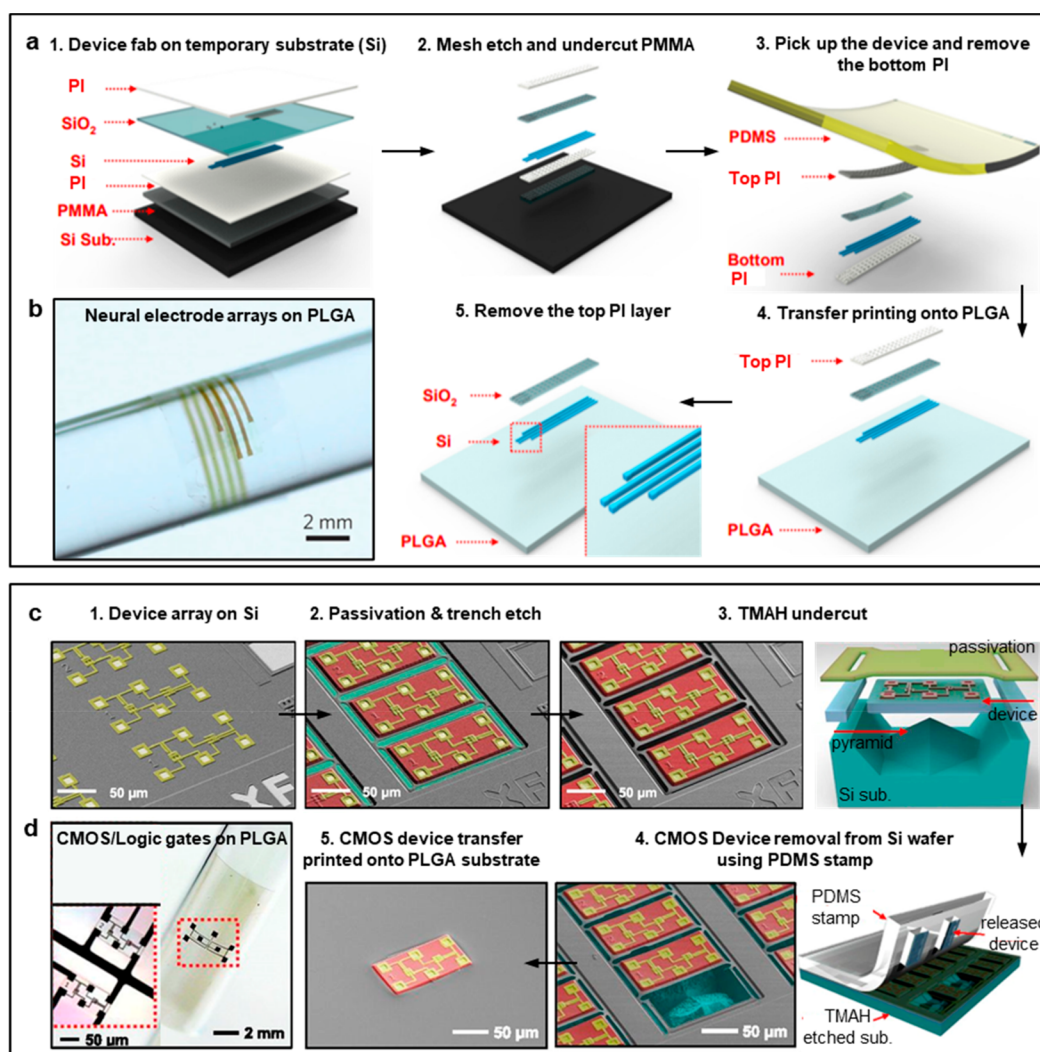 a
1. Device fab on temporary substrate (Si)
PI
SiO2
Si
PI
PMMA
Si Sub.
2. Mesh etch and undercut PMMA
3. Pick up the device and remove
the bottom PI
PDMS
Top PI
Bottom
PI
b
Neural electrode arrays on PLGA
2 mm
5. Remove the top PI layer
SiO2
Si
PLGA
4. Transfer printing onto PLGA
Top PI
PLGA
c
1. Device array on Si
50 µm
XF
2. Passivation & trench etch
50 µm
3. TMAH undercut
50 µm
passivation
device
pyramid
Si sub.
d
CMOS/Logic gates on PLGA
50 µm
2 mm
5. CMOS device transfer
printed onto PLGA substrate
50 µm
4. CMOS Device removal from Si wafer
using PDMS stamp
50 µm
PDMS
stamp
released
device
TMAH
etched sub.